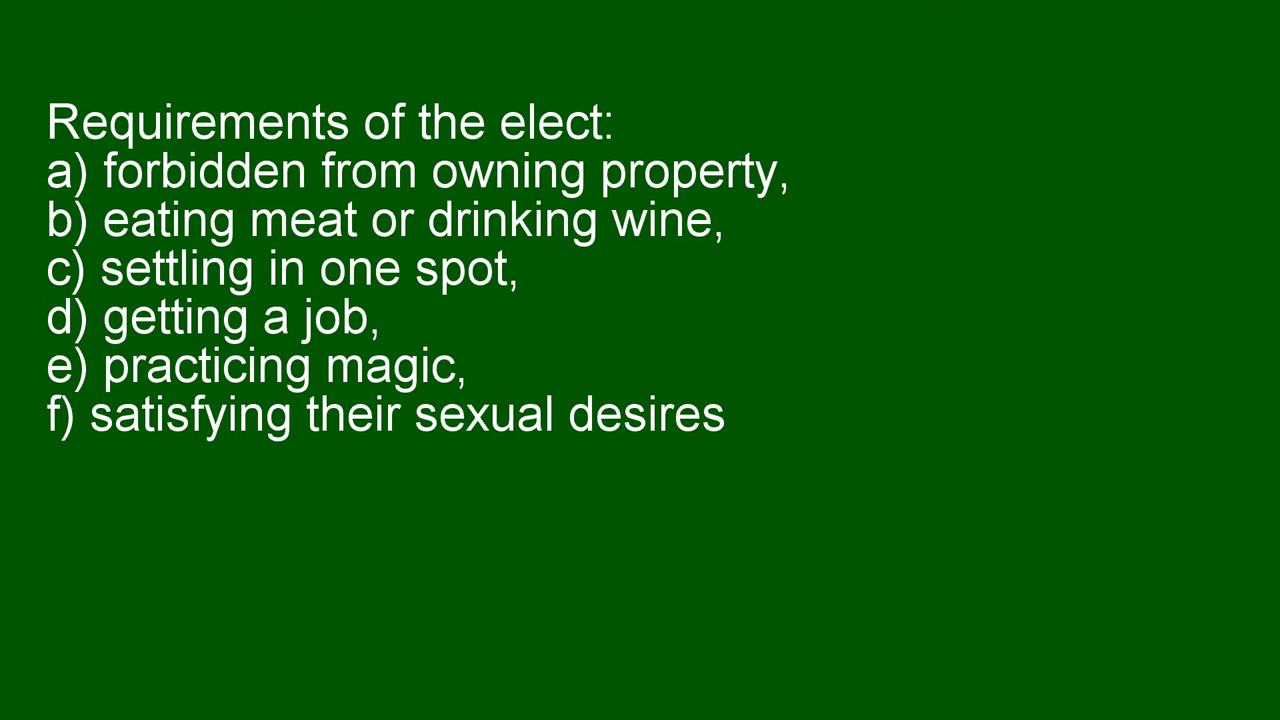 Requirements of the elect:
a) forbidden from owning property,
b) eating meat or drinking wine,
c) settling in one spot,
d) getting a job,
e) practicing magic,
f) satisfying their sexual desires